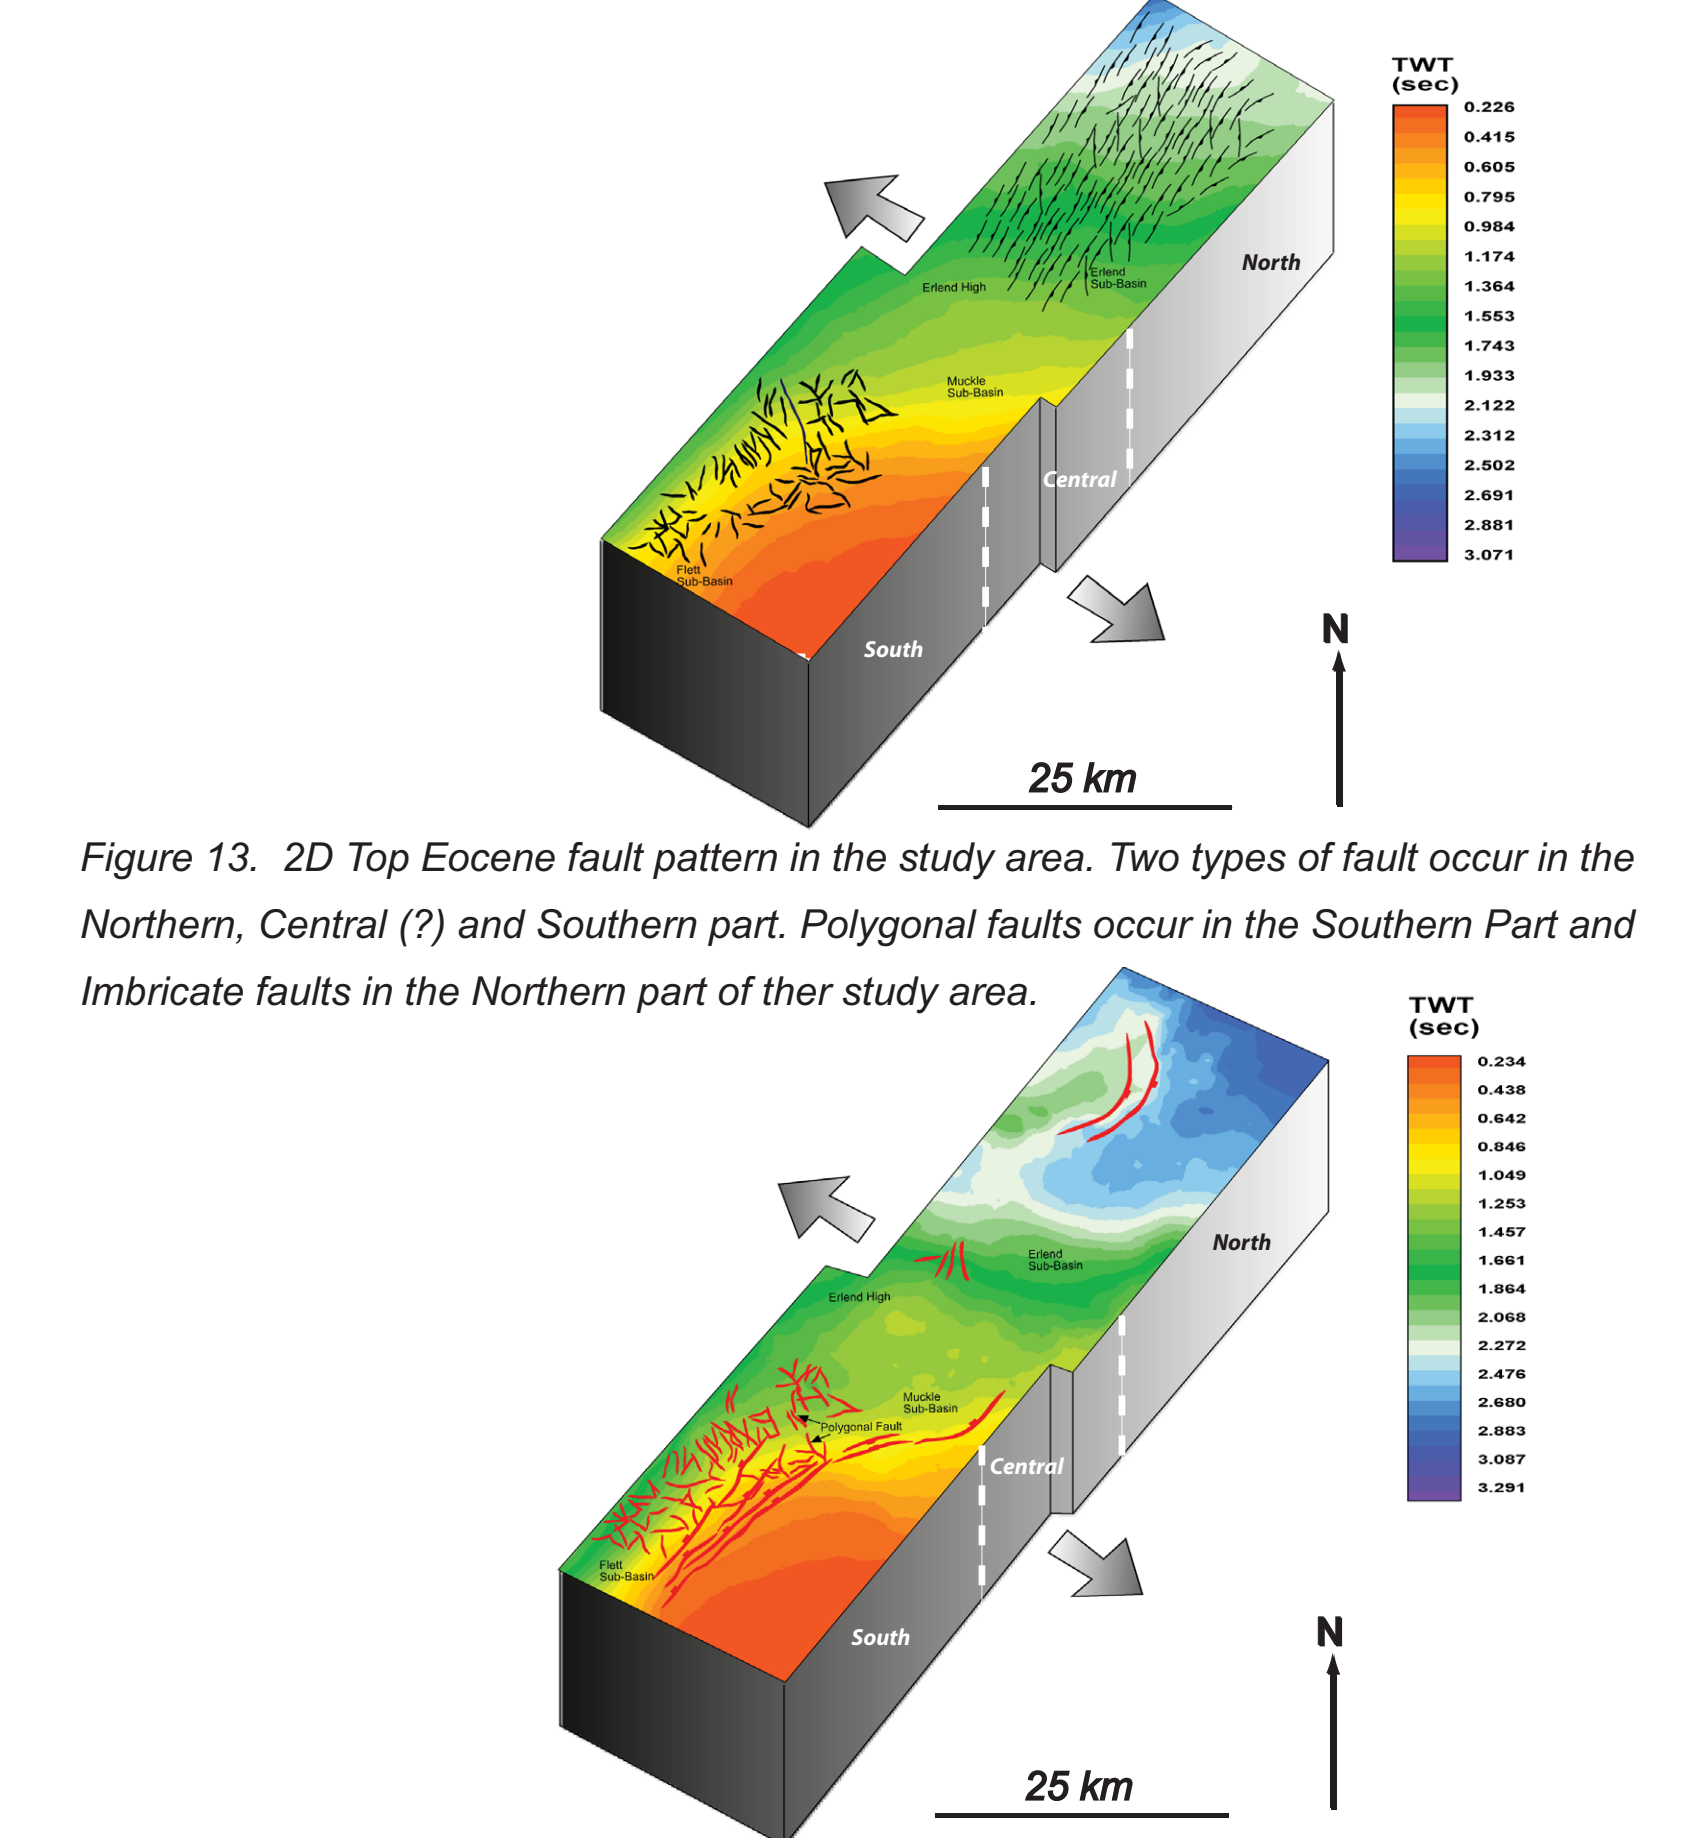 TWT
(sec)
0.226
0.415
0.605
0.795
0.984
1.174
1.364
1.553
1.743
1.933
2.122
2.312
2.502
2.691
2.881
3.071
North
Erlend
Sub-Basin
Erlend High
Muckle
Sub-Basin
Central
Flett
Sub-Basin
South
N
25 km
Figure 13. 2D Top Eocene fault pattern in the study area. Two types of fault occur in the
Northern, Central (?) and Southern part. Polygonal faults occur in the Southern Part and
Imbricate faults in the Northern part of ther study area.
TWT
(sec)
0.234
0.438
0.642
0.846
1.049
1.253
1.457
1.661
1.864
2.068
2.272
2.476
2.680
2.883
3.087
3.291
North
Erlend
Sub-Basin
Erlend High
Muckle
Sub-Basin
Polygonal Fault
Central
Flett
Sub-Basin
South
N
25 km